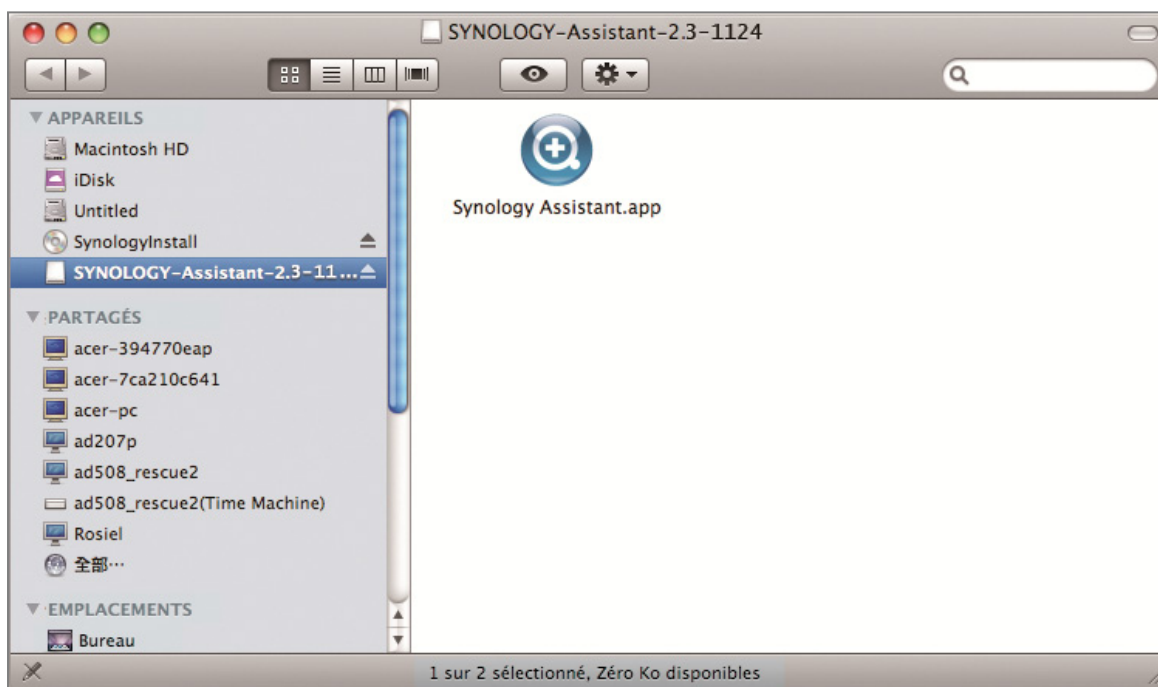 SYNOLOGY-Assistant-2.3-1124
APPAREILS
Macintosh HD
iDisk
Untitled
SynologyInstall
SYNOLOGY-Assistant-2.3-11...
PARTAGÉS
acer-394770eap
acer-7ca210c641
acer-pc
ad207p
ad508_rescue2
ad508_rescue2(Time Machine)
Rosiel
全部…
EMPLACEMENTS
Bureau
Synology Assistant.app
1 sur 2 sélectionné, Zéro Ko disponibles